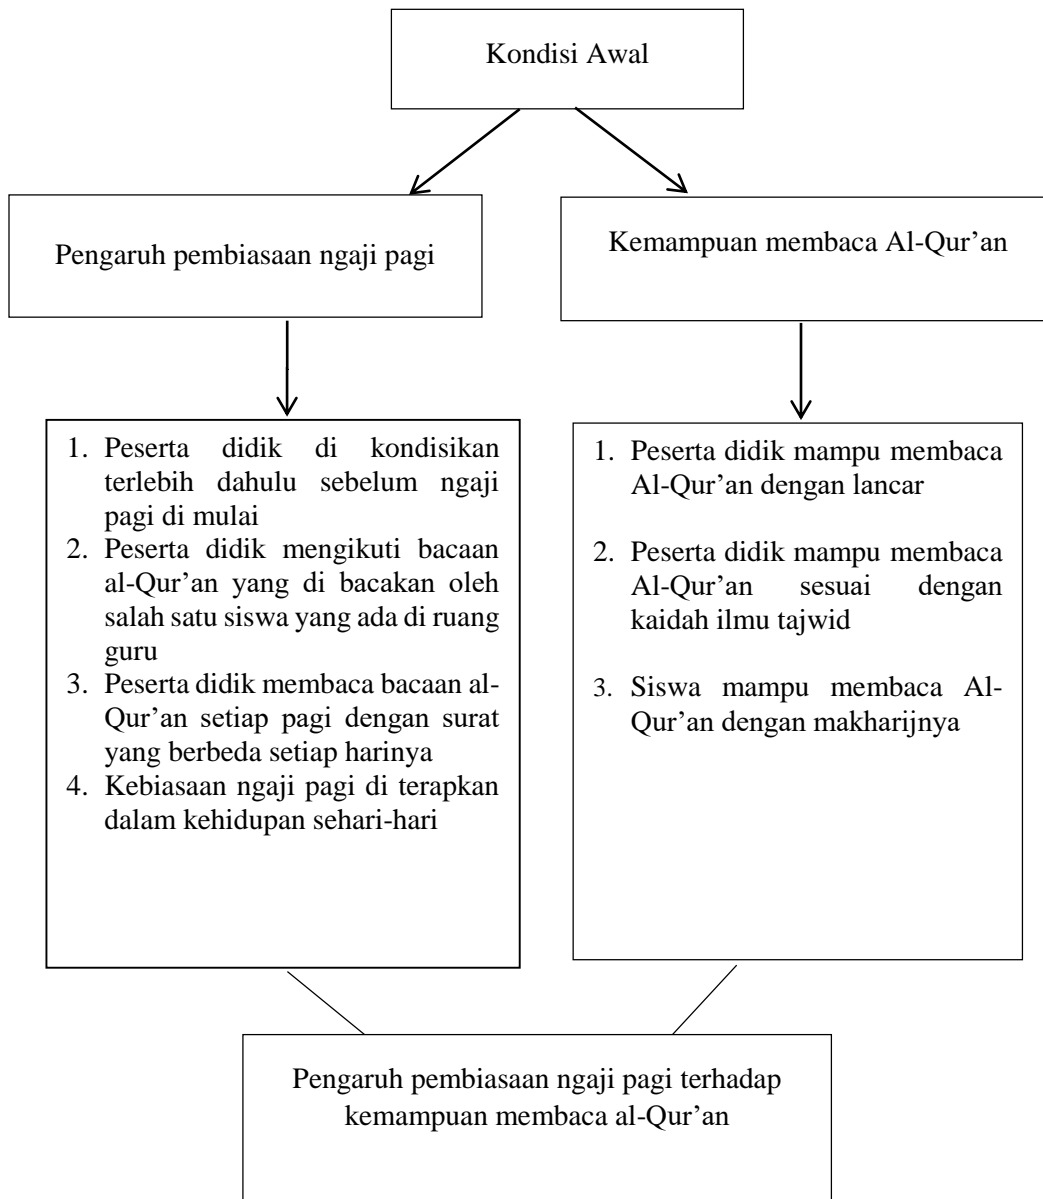 Kondisi Awal
Pengaruh pembiasaan ngaji pagi
Kemampuan membaca Al-Qur’an
1. Peserta didik di kondisikan
terlebih dahulu sebelum ngaji
pagi di mulai
2. Peserta didik mengikuti bacaan
al-Qur’an yang di bacakan oleh
salah satu siswa yang ada di ruang
guru
3. Peserta didik membaca bacaan al-
Qur’an setiap pagi dengan surat
yang berbeda setiap harinya
4. Kebiasaan ngaji pagi di terapkan
dalam kehidupan sehari-hari
1. Peserta didik mampu membaca
Al-Qur’an dengan lancar
2. Peserta didik mampu membaca
Al-Qur’an sesuai dengan
kaidah ilmu tajwid
3. Siswa mampu membaca Al-
Qur’an dengan makharijnya
Pengaruh pembiasaan ngaji pagi terhadap
kemampuan membaca al-Qur’an